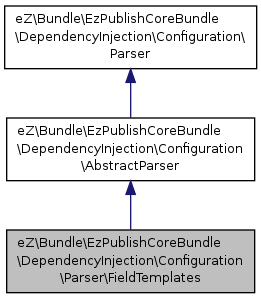 eZ\Bundle\EzPublishCoreBundle
\DependencyInjection\Configuration\
Parser
eZ\Bundle\EzPublishCoreBundle
\DependencyInjection\Configuration
\AbstractParser
eZ\Bundle\EzPublishCoreBundle
\DependencyInjection\Configuration
\Parser\FieldTemplates